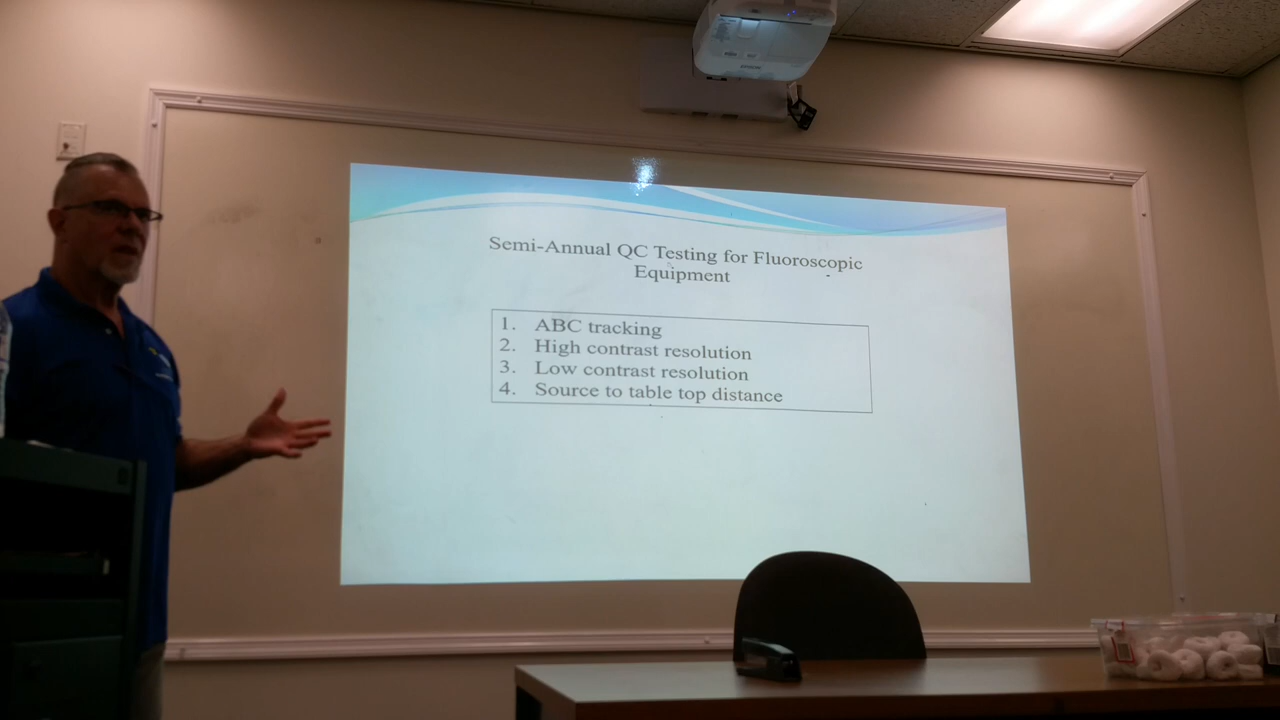 Semi-Annual QC Testing for Fluoroscopic
Equipment
1. ABC tracking
2. High contrast resolution
3. Low contrast resolution
4. Source to table top distance